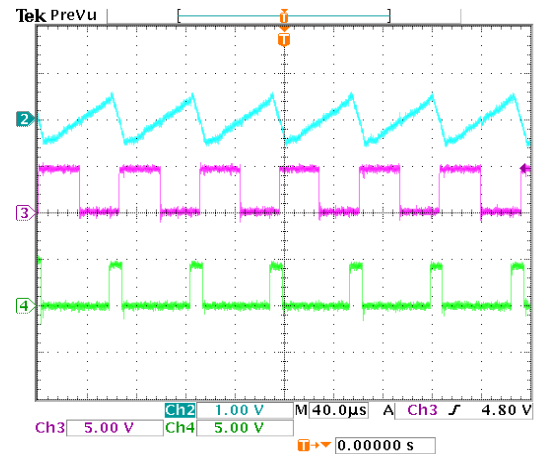 Tek PreVu
T
T
2
3
4
Ch2 1.00 V M 40.0µs A Ch3 ƒ 4.80 V
Ch3 5.00 V Ch4 5.00 V
T→▼ 0.00000 s